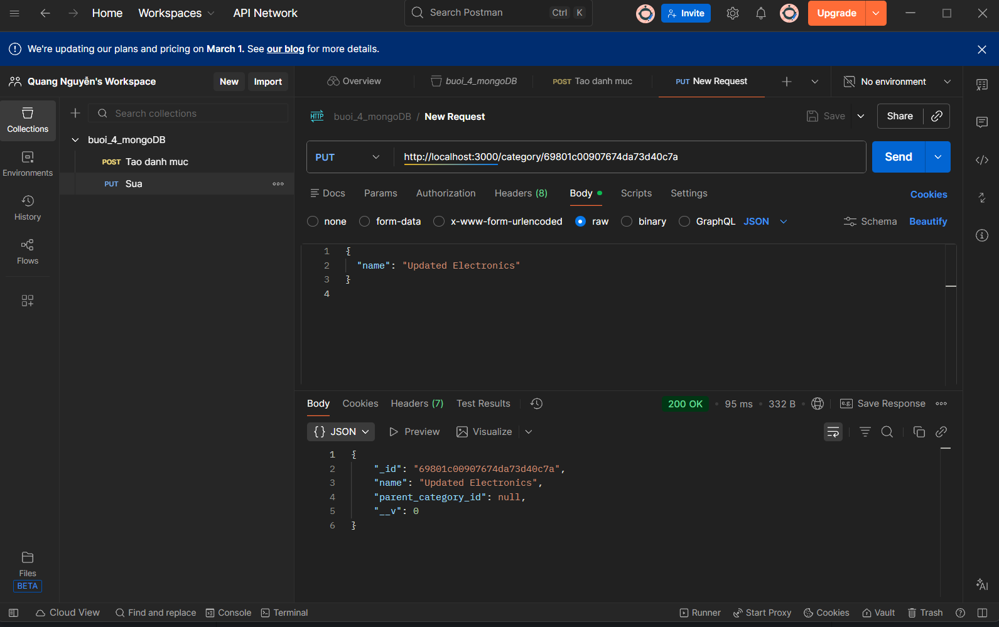 Home Workspaces API Network Search Postman Ctrl K Invite Upgrade
We're updating our plans and pricing on March 1. See our blog for more details.
Quang Nguyễn's Workspace New Import
Overview buoi_4_mongoDB POST Tao danh muc PUT New Request No environment
Collections
Environments
History
Flows
Files
BETA
Search collections
buoi_4_mongoDB
POST Tao danh muc
PUT Sua
HTTP buoi_4_mongoDB / New Request Save Share
PUT http://localhost:3000/category/69801c00907674da73d40c7a Send
Docs Params Authorization Headers (8) Body Scripts Settings Cookies
none form-data x-www-form-urlencoded raw binary GraphQL JSON Schema Beautify
1 {
2 "name": "Updated Electronics"
3 }
4
Body Cookies Headers (7) Test Results 200 OK • 95 ms • 332 B • e.g. Save Response
{} JSON Preview Visualize
1 {
2 "_id": "69801c00907674da73d40c7a",
3 "name": "Updated Electronics",
4 "parent_category_id": null,
5 "__v": 0
6 }
AI
Cloud View Find and replace Console Terminal Runner Start Proxy Cookies Vault Trash